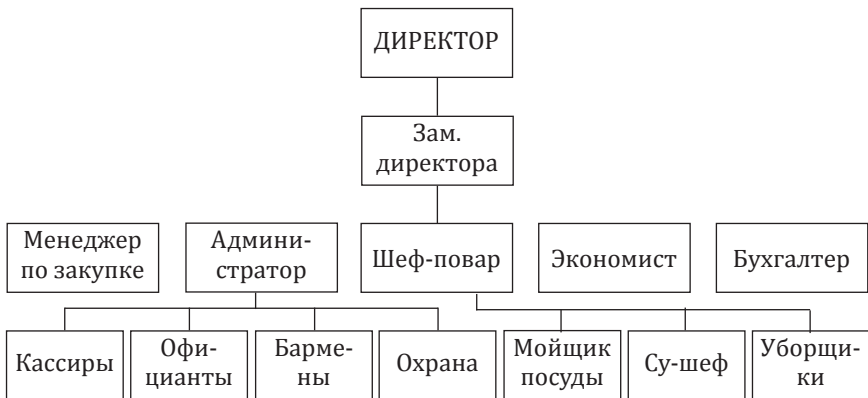 ДИРЕКТОР
Зам.
директора
Менеджер
по закупке
Админи-
стратор
Шеф-повар
Экономист
Бухгалтер
Кассиры
Офи-
цианты
Барме-
ны
Охрана
Мойщик
посуды
Су-шеф
Уборщи-
ки